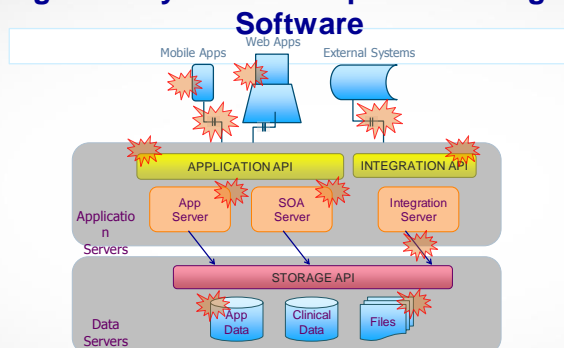 Software
Mobile Apps
Web Apps
External Systems
APPLICATION API
INTEGRATION API
App
Server
SOA
Server
Integration
Server
Applicatio
n
Servers
STORAGE API
App
Data
Clinical
Data
Files
Data
Servers